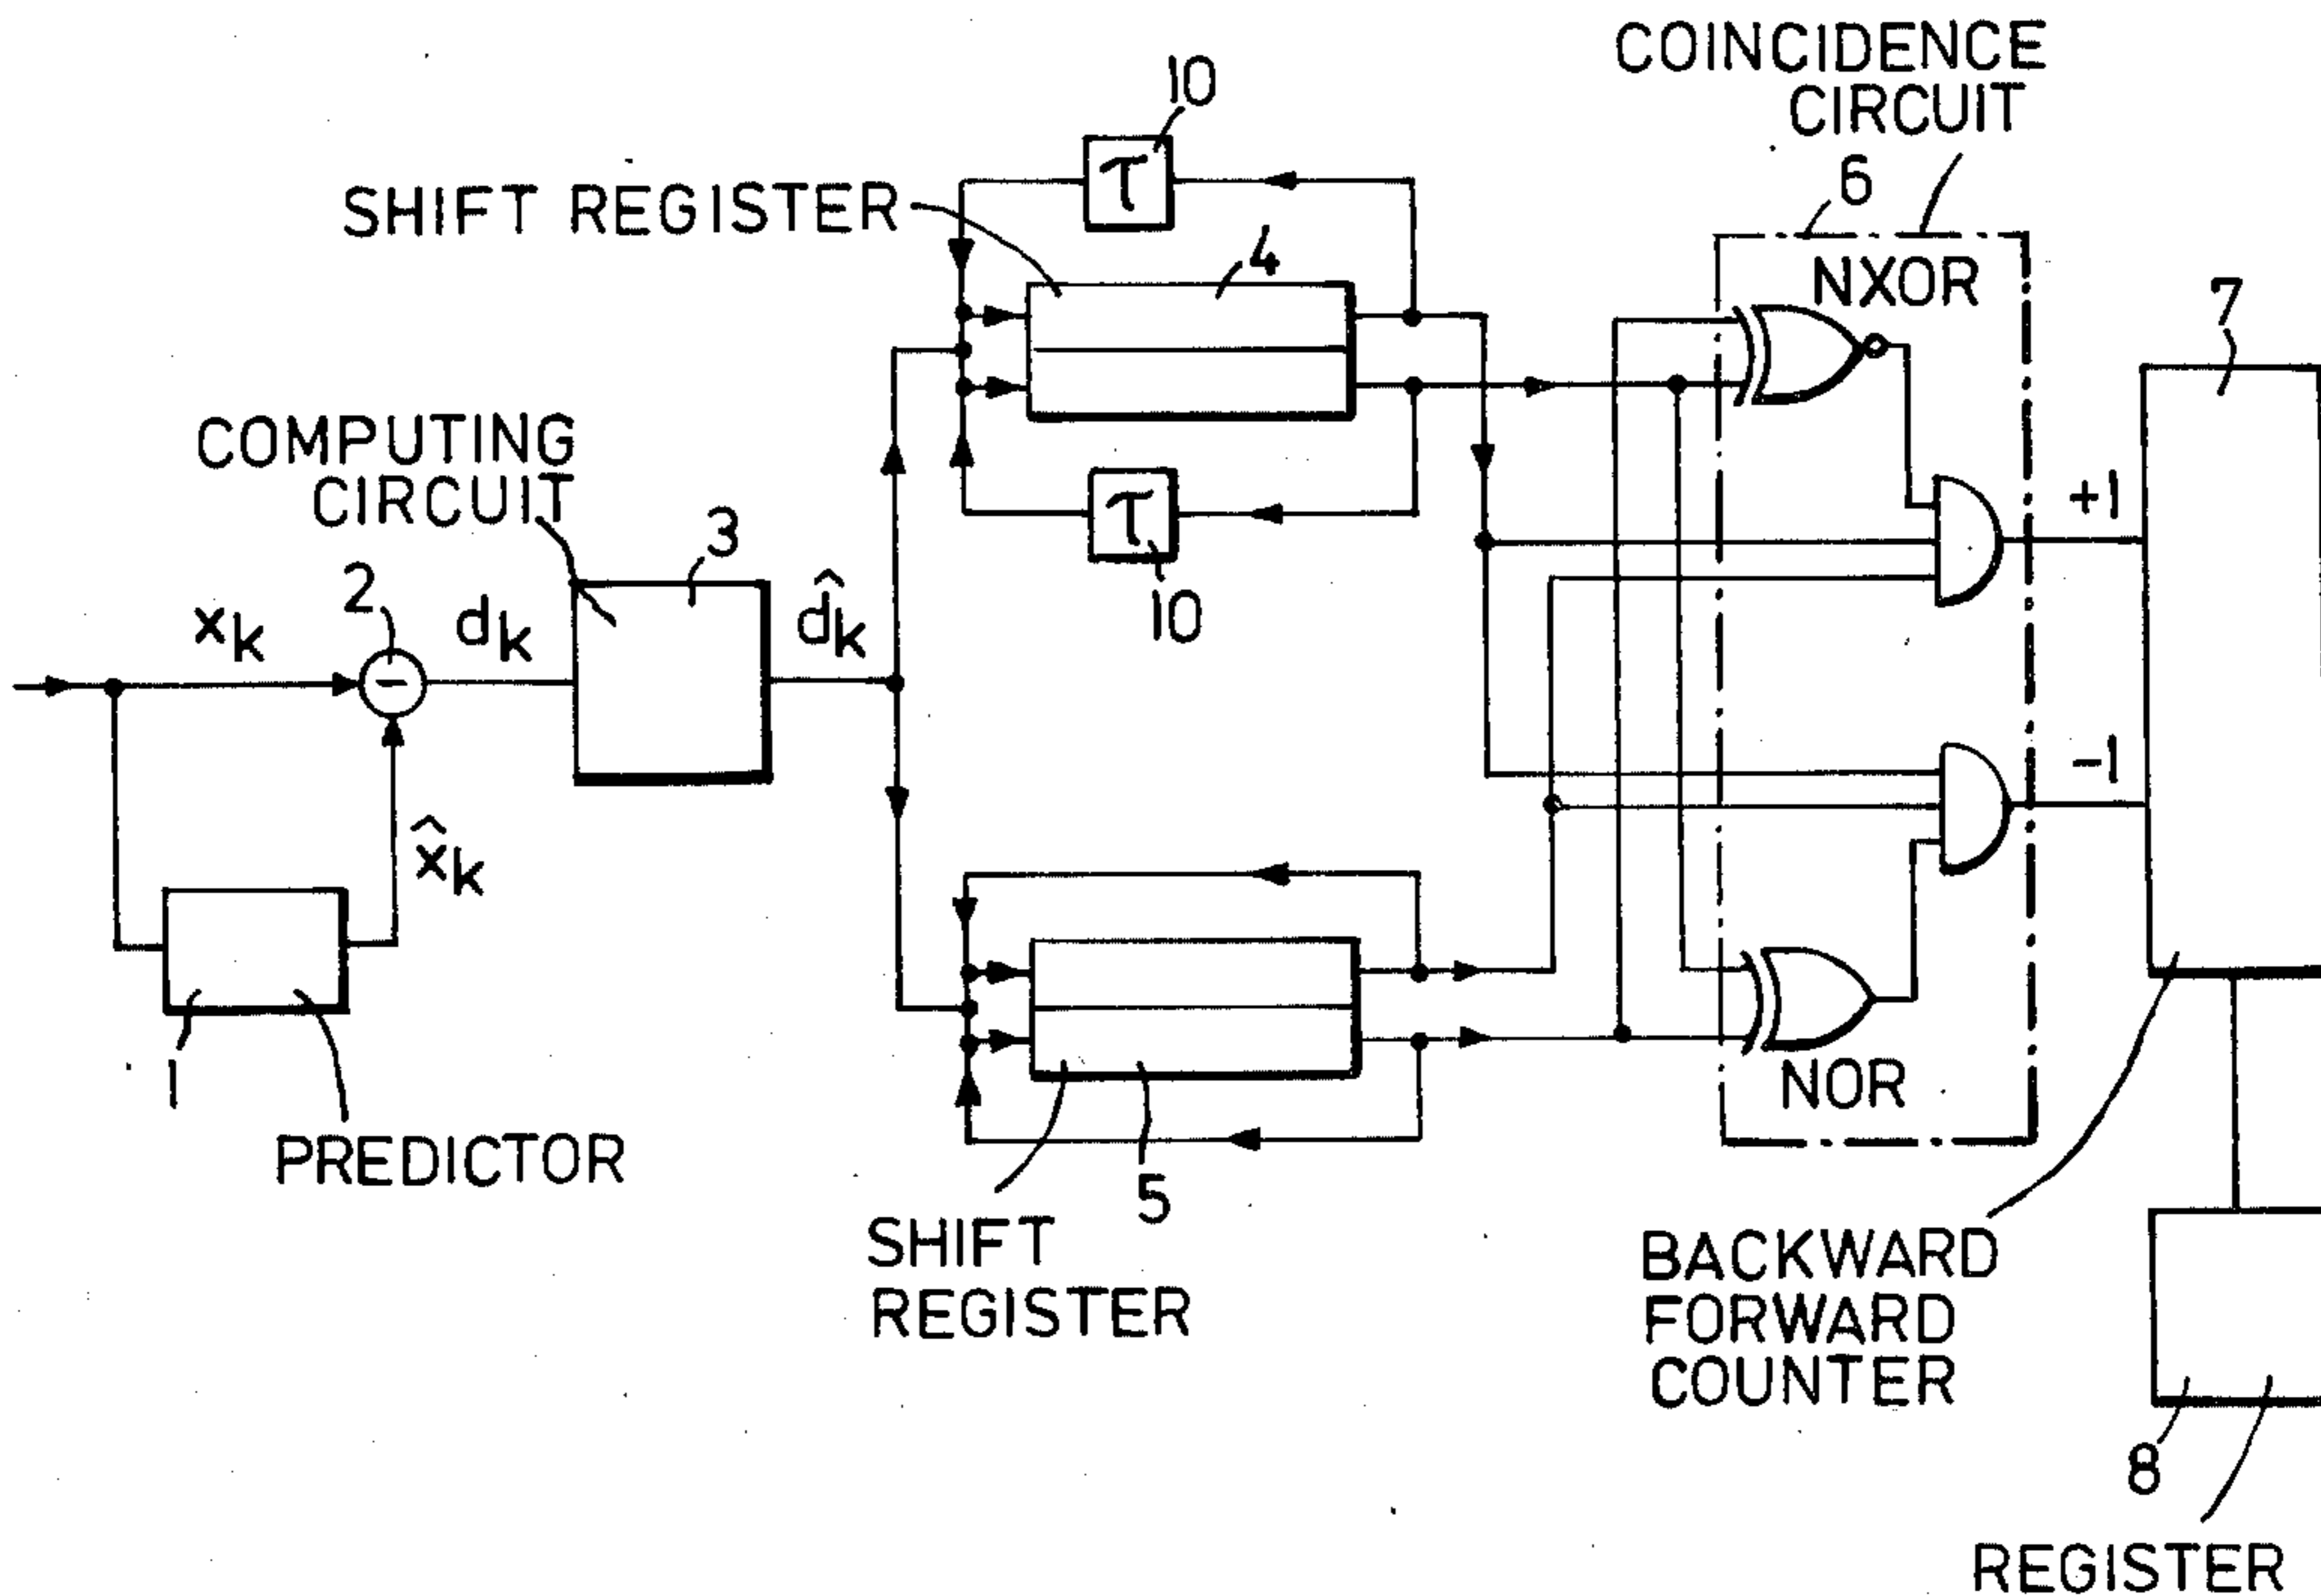 COINCIDENCE
CIRCUIT
10
τ
SHIFT REGISTER
6
4
NXOR
7
COMPUTING
CIRCUIT
3
τ
10
+1
2
xk
dk
d̂k
−
-1
x̂k
1
PREDICTOR
NOR
5
SHIFT
REGISTER
BACKWARD
FORWARD
COUNTER
8
REGISTER